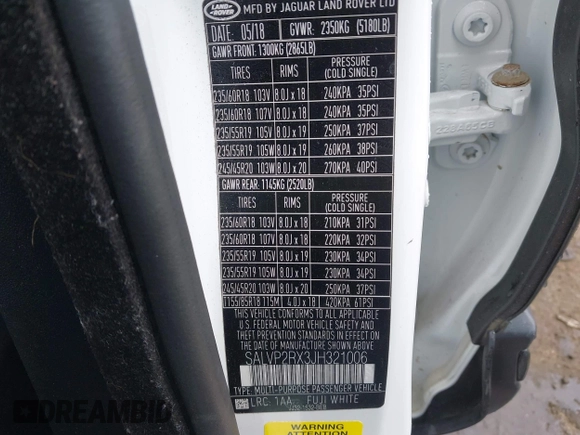 LAND ROVER
MFD BY JAGUAR LAND ROVER LTD
DATE: 05/18 GVWR: 2350KG (5180LB)
GAWR FRONT: 1300KG (2865LB)
TIRES RIMS PRESSURE (COLD SINGLE)
235/60R18 103V 8.0J x 18 240KPA 35PSI
235/60R18 107V 8.0J x 18 240KPA 35PSI
235/55R19 105V 8.0J x 19 250KPA 37PSI
235/55R19 105W 8.0J x 19 260KPA 38PSI
245/45R20 103W 8.0J x 20 270KPA 40PSI
GAWR REAR: 1145KG (2520LB)
TIRES RIMS PRESSURE (COLD SINGLE)
235/60R18 103V 8.0J x 18 210KPA 31PSI
235/60R18 107V 8.0J x 18 220KPA 32PSI
235/55R19 105V 8.0J x 19 230KPA 34PSI
235/55R19 105W 8.0J x 19 230KPA 34PSI
245/45R20 103W 8.0J x 20 250KPA 37PSI
T155/85R18 115M 4.0J x 18 420KPA 61PSI
THIS VEHICLE CONFORMS TO ALL APPLICABLE
U.S. FEDERAL MOTOR VEHICLE SAFETY AND
THEFT PREVENTION STANDARDS IN EFFECT ON
THE DATE OF MANUFACTURE SHOWN ABOVE.
SALVP2RX3JH321006
TYPE: MULTI-PURPOSE PASSENGER VEHICLE
LRC: 1AA FUJI WHITE
WARNING
DREAMBID